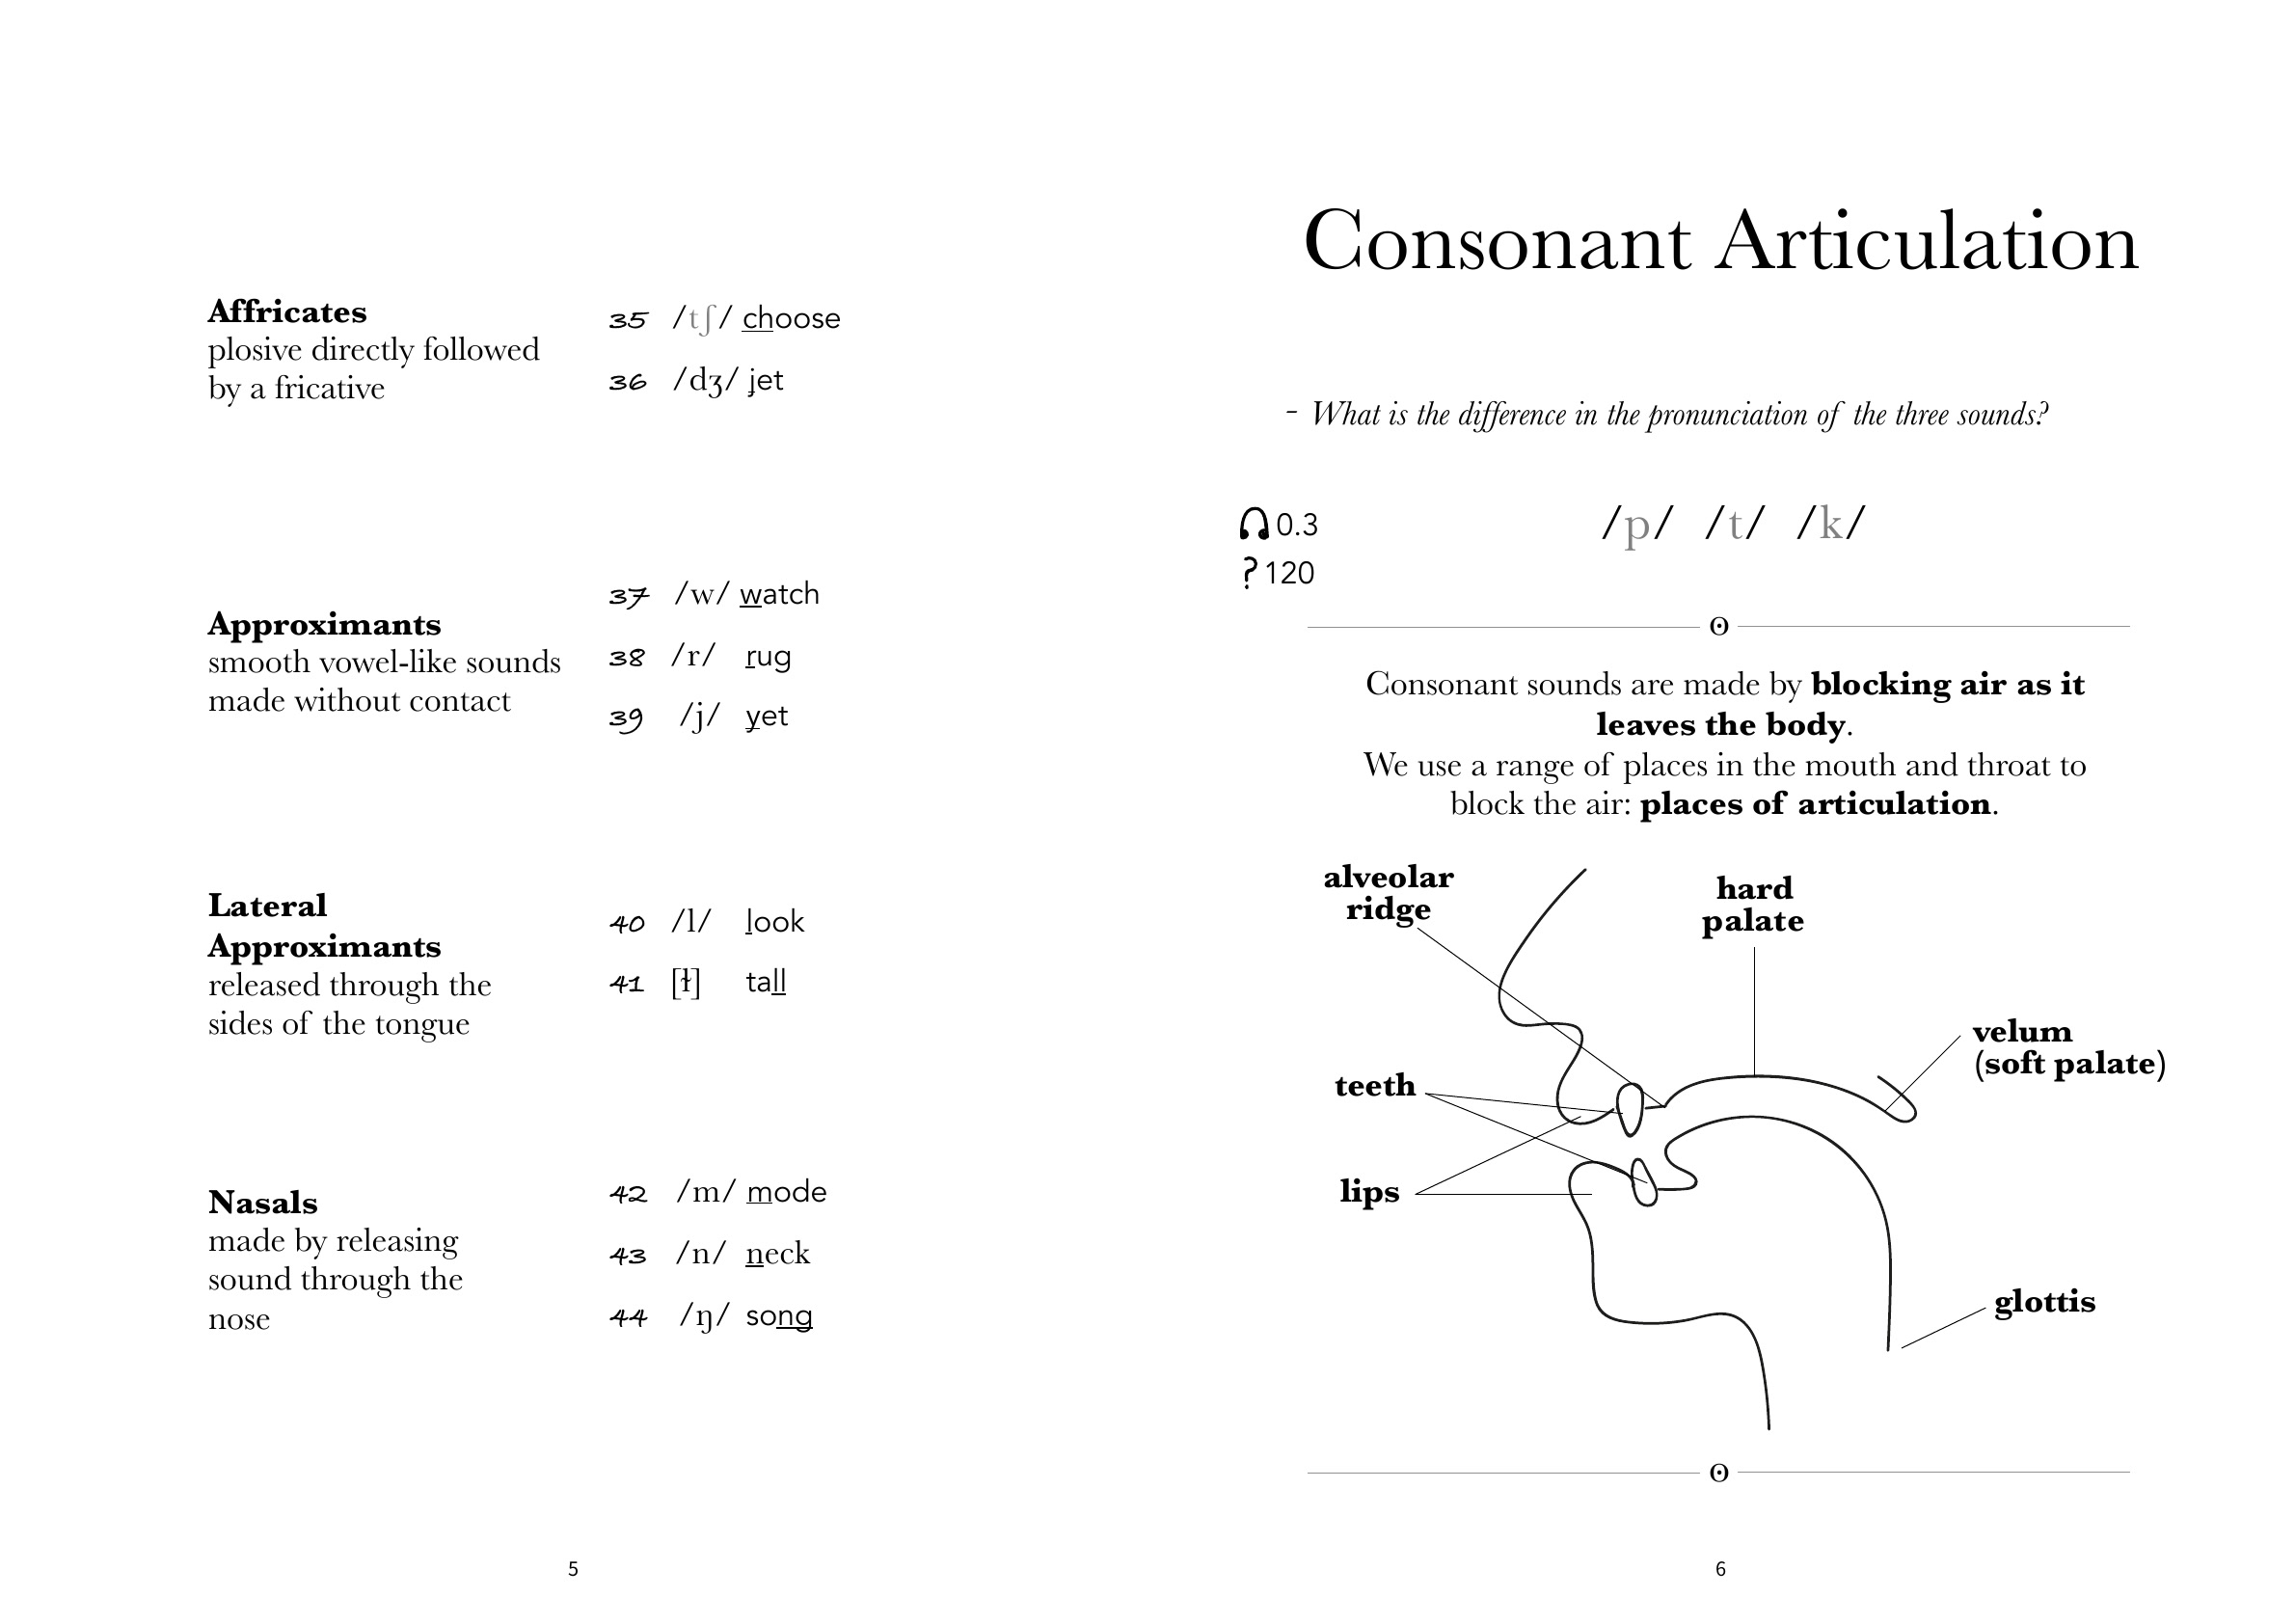 Affricates
plosive directly followed
by a fricative
35 /tʃ/ choose
36 /dʒ/ jet
Approximants
smooth vowel-like sounds
made without contact
37 /w/ watch
38 /r/ rug
39 /j/ yet
Lateral
Approximants
released through the
sides of the tongue
40 /l/ look
41 [ɫ] tall
Nasals
made by releasing
sound through the
nose
42 /m/ mode
43 /n/ neck
44 /ŋ/ song
5
Consonant Articulation
- What is the difference in the pronunciation of the three sounds?
0.3
/p/ /t/ /k/
? 120
ʘ
Consonant sounds are made by blocking air as it
leaves the body.
We use a range of places in the mouth and throat to
block the air: places of articulation.
alveolar
ridge
hard
palate
velum
(soft palate)
teeth
lips
glottis
ʘ
6